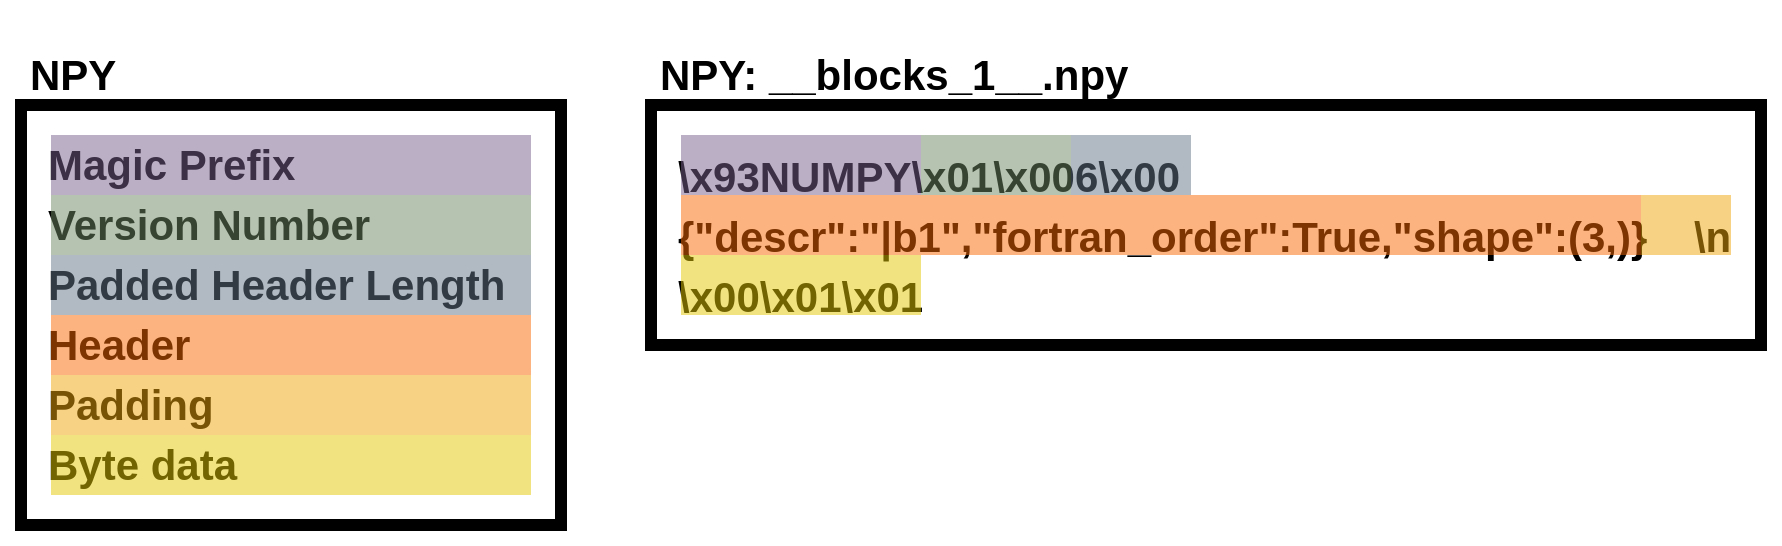 NPY
Magic Prefix
Version Number
Padded Header Length
Header
Padding
Byte data
NPY: __blocks_1__.npy
\x93NUMPY\x01\x006\x00
{"descr":"|b1","fortran_order":True,"shape":(3,)}    \n
\x00\x01\x01